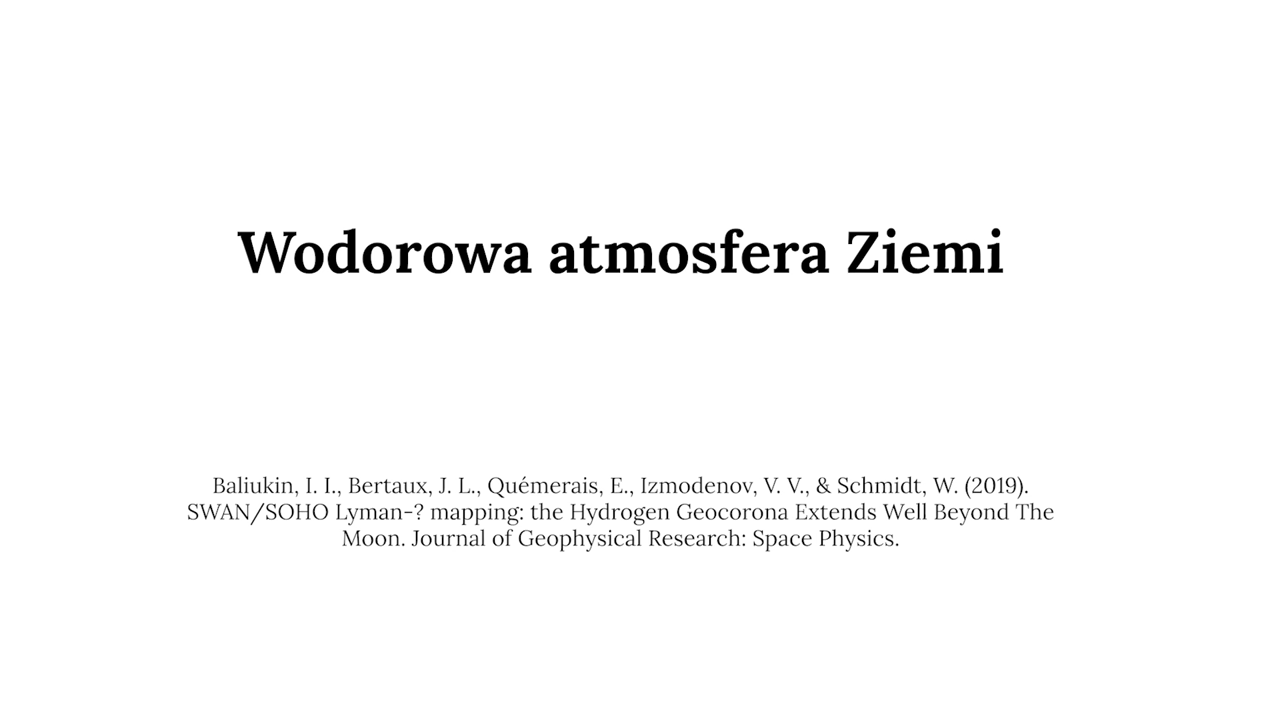 Wodorowa atmosfera Ziemi
Baliukin, I. I., Bertaux, J. L., Quémerais, E., Izmodenov, V. V., & Schmidt, W. (2019).
SWAN/SOHO Lyman-? mapping: the Hydrogen Geocorona Extends Well Beyond The
Moon. Journal of Geophysical Research: Space Physics.